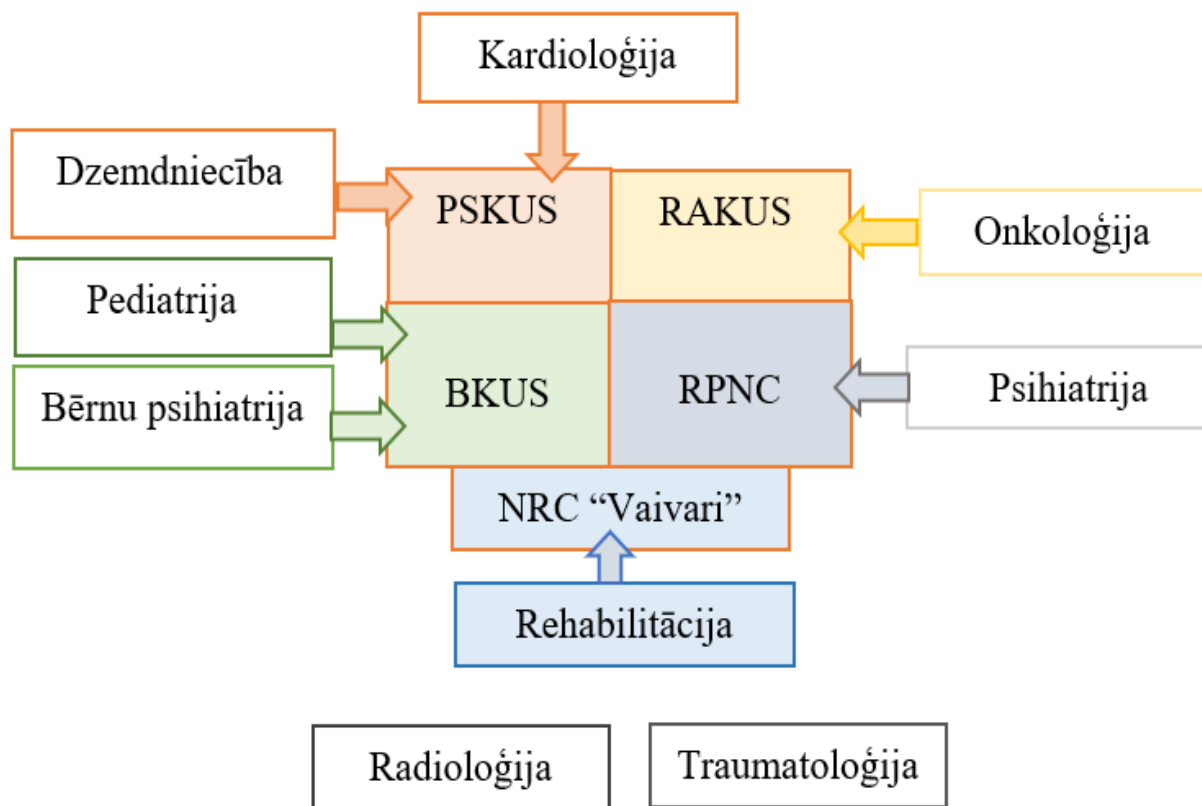 Kardioloģija
Dzemdniecība
PSKUS
RAKUS
Onkoloģija
Pediatrija
Bērnu psihiatrija
BKUS
RPNC
Psihiatrija
NRC “Vaivari”
Rehabilitācija
Radioloģija
Traumatoloģija